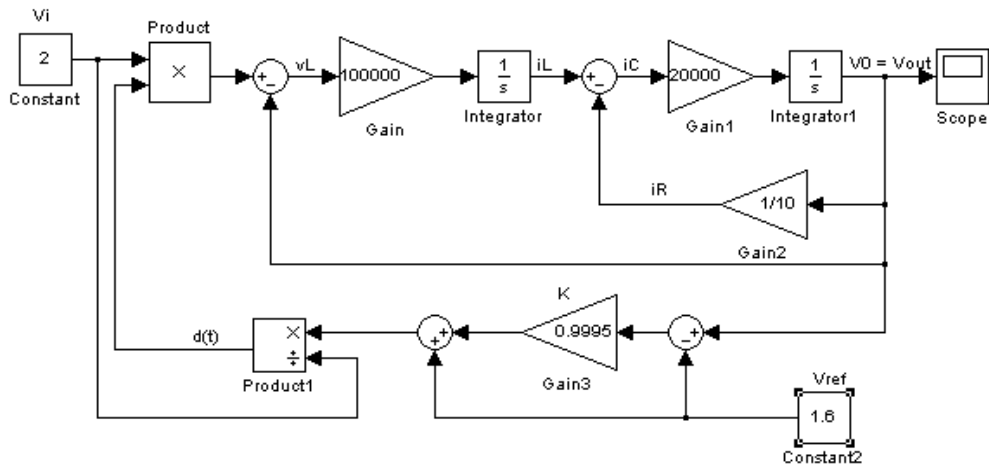 Vi
2
Constant
Product
×
+
−
vL
100000
Gain
1
s
Integrator
iL
+
−
iC
20000
Gain1
1
s
Integrator1
V0 = Vout
Scope
iR
1/10
Gain2
d(t)
×
÷
Product1
+
+
K
0.9995
Gain3
+
−
Vref
1.6
Constant2